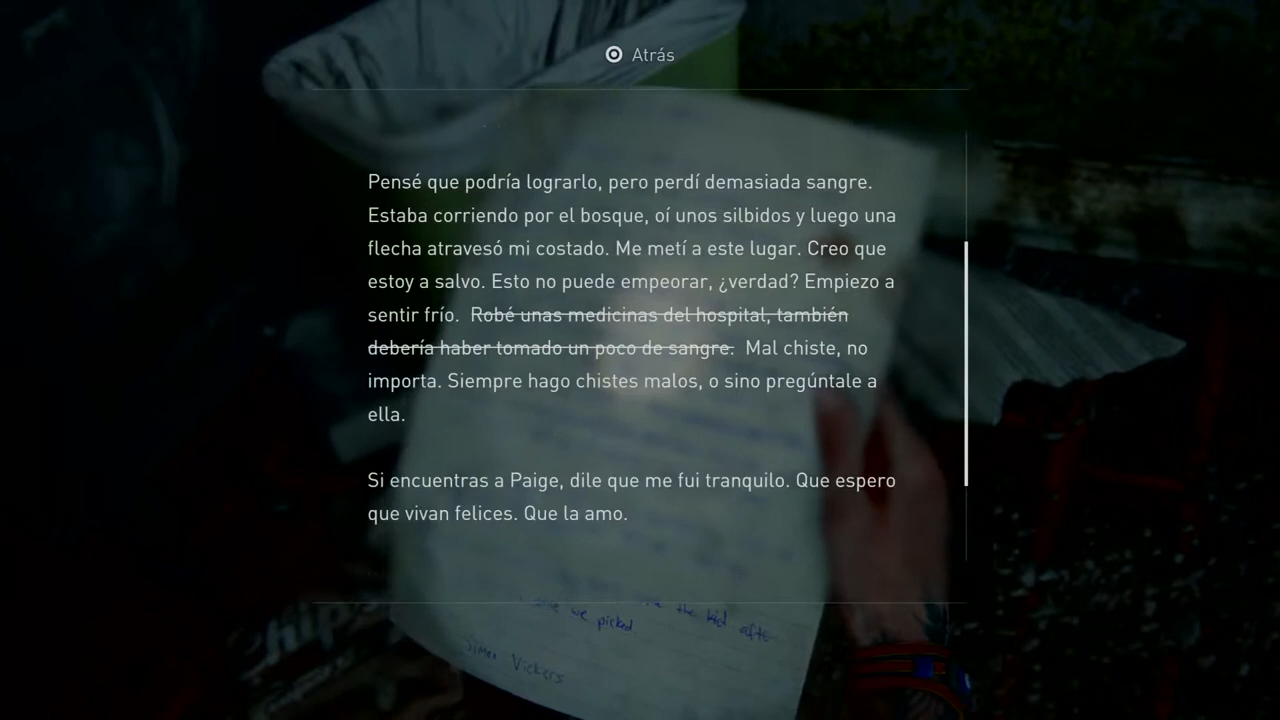 Atrás
Pensé que podría lograrlo, pero perdí demasiada sangre.
Estaba corriendo por el bosque, oí unos silbidos y luego una
flecha atravesó mi costado. Me metí a este lugar. Creo que
estoy a salvo. Esto no puede empeorar, ¿verdad? Empiezo a
sentir frío. Robé unas medicinas del hospital, también
debería haber tomado un poco de sangre. Mal chiste, no
importa. Siempre hago chistes malos, o sino pregúntale a
ella.
Si encuentras a Paige, dile que me fui tranquilo. Que espero
que vivan felices. Que la amo.
the kid
we picked.
Simon Vickers